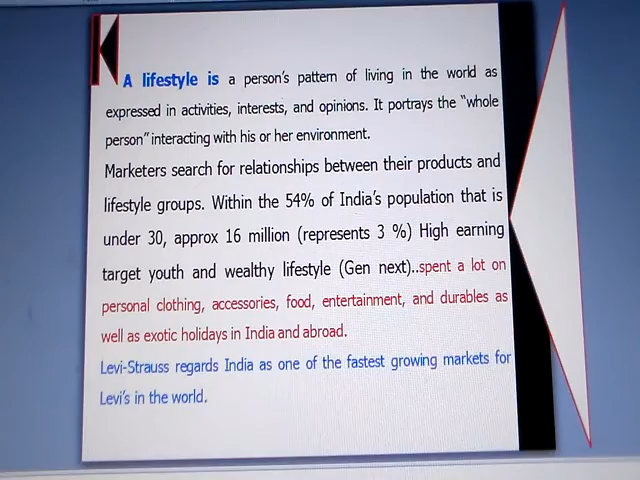 A lifestyle is a person's pattern of living in the world as
expressed in activities, interests, and opinions. It portrays the “whole
person” interacting with his or her environment.
Marketers search for relationships between their products and
lifestyle groups. Within the 54% of India's population that is
under 30, approx 16 million (represents 3 %) High earning
target youth and wealthy lifestyle (Gen next)..spent a lot on
personal clothing, accessories, food, entertainment, and durables as
well as exotic holidays in India and abroad.
Levi-Strauss regards India as one of the fastest growing markets for
Levi's in the world.